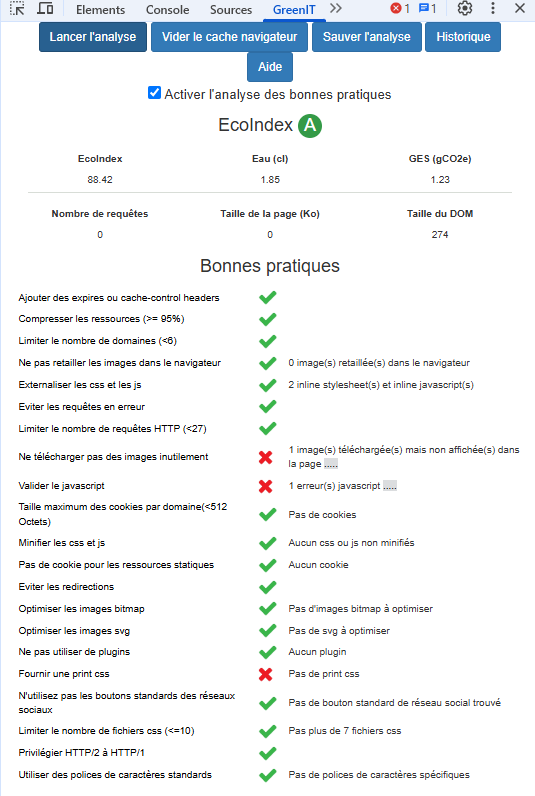 Elements Console Sources GreenIT 1 1
Lancer l'analyse Vider le cache navigateur Sauver l'analyse Historique
Aide
Activer l'analyse des bonnes pratiques
EcoIndex A
EcoIndex Eau (cl) GES (gCO2e)
88.42 1.85 1.23
Nombre de requêtes Taille de la page (Ko) Taille du DOM
0 0 274
Bonnes pratiques
Ajouter des expires ou cache-control headers
Compresser les ressources (>= 95%)
Limiter le nombre de domaines (<6)
Ne pas retailler les images dans le navigateur 0 image(s) retaillée(s) dans le navigateur
Externaliser les css et les js 2 inline stylesheet(s) et inline javascript(s)
Eviter les requêtes en erreur
Limiter le nombre de requêtes HTTP (<27)
Ne télécharger pas des images inutilement 1 image(s) téléchargée(s) mais non affichée(s) dans
la page .....
Valider le javascript 1 erreur(s) javascript .....
Taille maximum des cookies par domaine(<512
Octets) Pas de cookies
Minifier les css et js Aucun css ou js non minifiés
Pas de cookie pour les ressources statiques Aucun cookie
Eviter les redirections
Optimiser les images bitmap Pas d'images bitmap à optimiser
Optimiser les images svg Pas de svg à optimiser
Ne pas utiliser de plugins Aucun plugin
Fournir une print css Pas de print css
N'utilisez pas les boutons standards des réseaux
sociaux Pas de bouton standard de réseau social trouvé
Limiter le nombre de fichiers css (<=10) Pas plus de 7 fichiers css
Privilégier HTTP/2 à HTTP/1
Utiliser des polices de caractères standards Pas de polices de caractères spécifiques